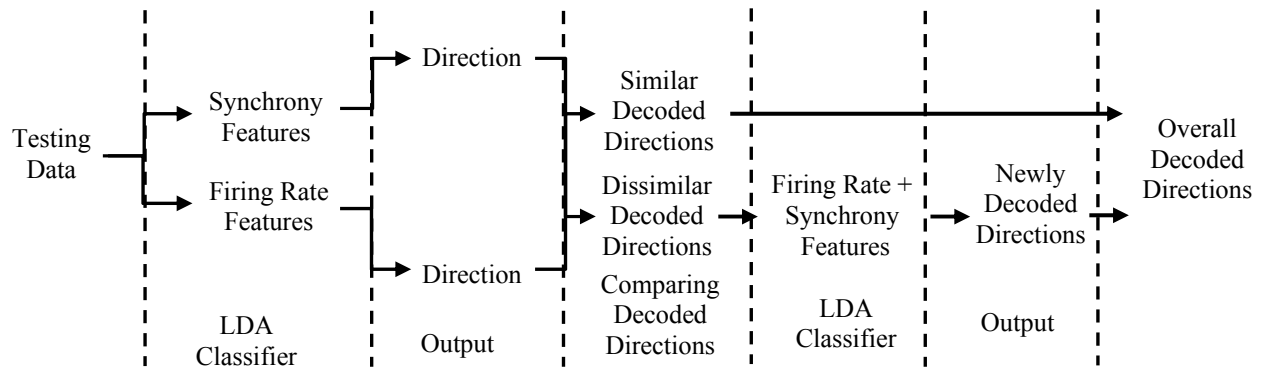 Testing
Data
Synchrony
Features
Firing Rate
Features
LDA
Classifier
Direction
Direction
Output
Similar
Decoded
Directions
Dissimilar
Decoded
Directions
Comparing
Decoded
Directions
Firing Rate +
Synchrony
Features
LDA
Classifier
Newly
Decoded
Directions
Output
Overall
Decoded
Directions